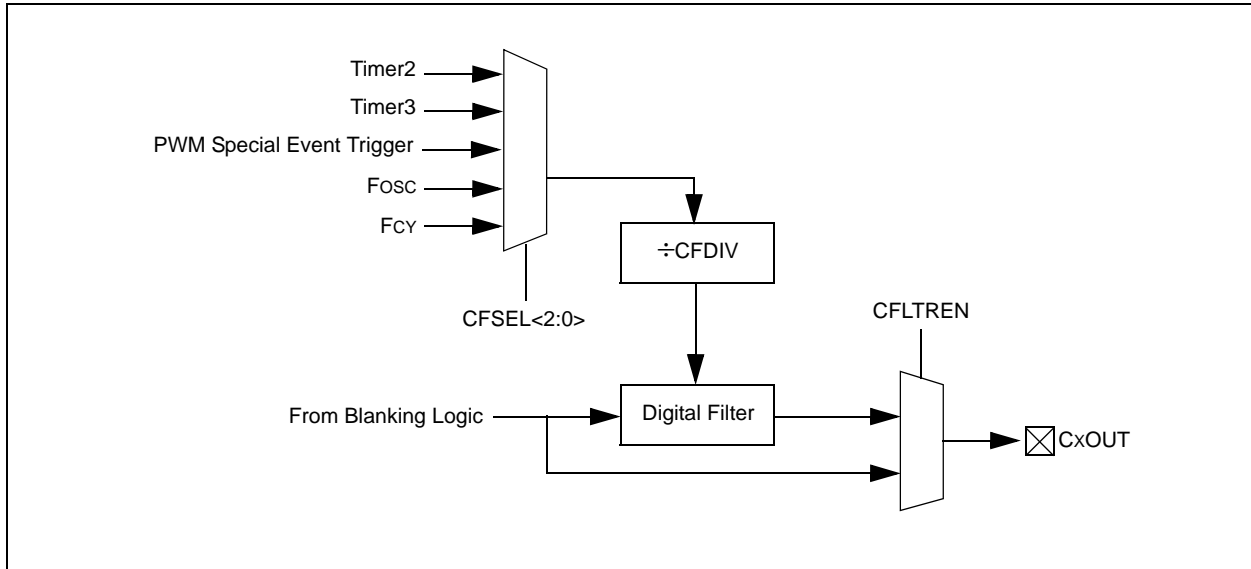 Timer2
Timer3
PWM Special Event Trigger
FOSC
FCY
÷CFDIV
CFSEL<2:0>
CFLTREN
From Blanking Logic
Digital Filter
CXOUT